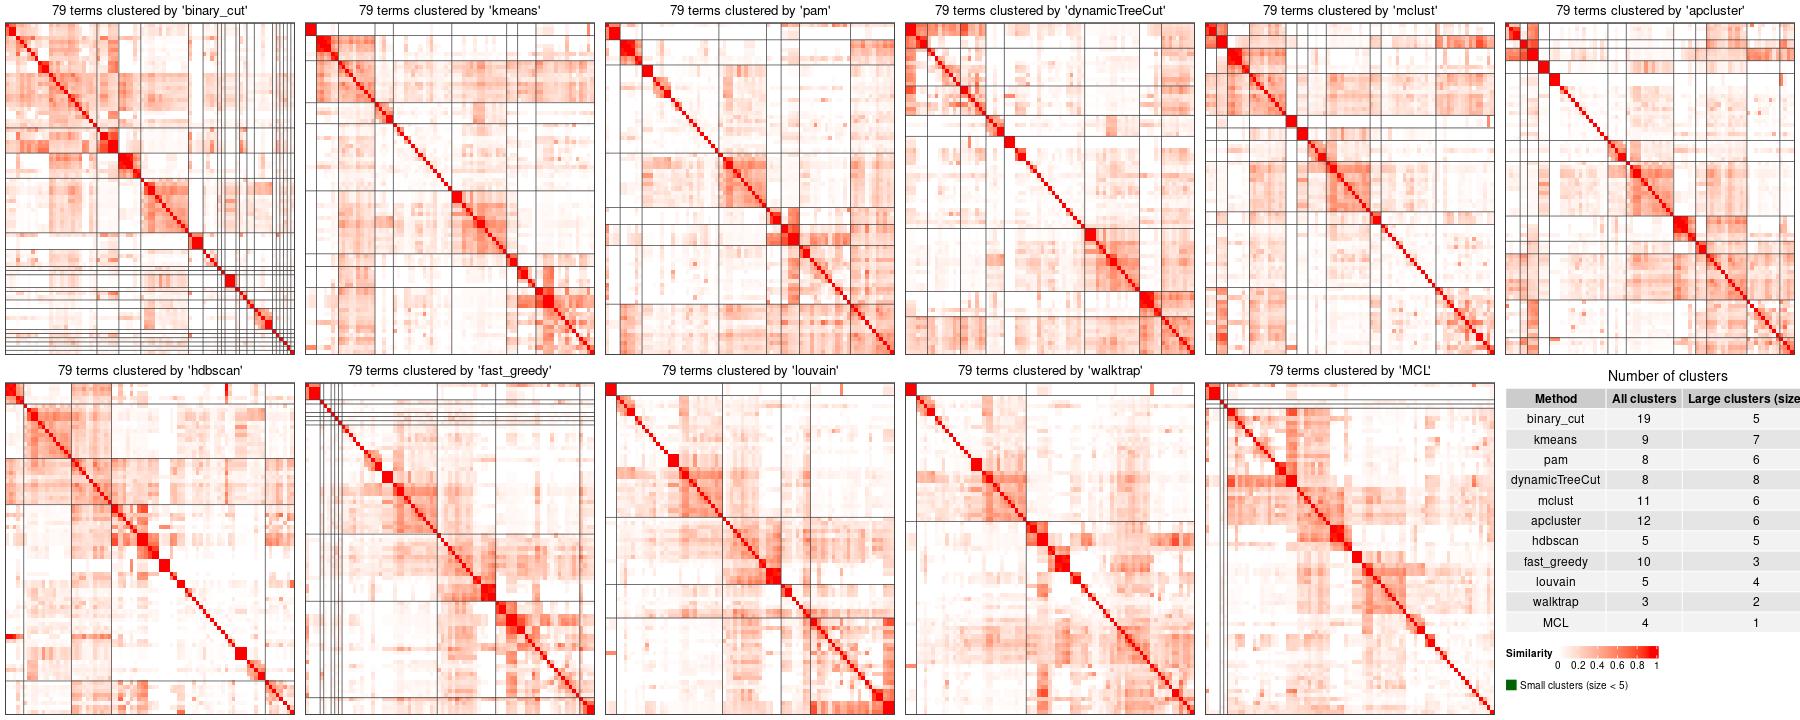 79 terms clustered by 'binary_cut'
79 terms clustered by 'kmeans'
79 terms clustered by 'pam'
79 terms clustered by 'dynamicTreeCut'
79 terms clustered by 'mclust'
79 terms clustered by 'apcluster'
79 terms clustered by 'hdbscan'
79 terms clustered by 'fast_greedy'
79 terms clustered by 'louvain'
79 terms clustered by 'walktrap'
79 terms clustered by 'MCL'
Number of clusters
Method All clusters Large clusters (size
binary_cut 19 5
kmeans 9 7
pam 8 6
dynamicTreeCut 8 8
mclust 11 6
apcluster 12 6
hdbscan 5 5
fast_greedy 10 3
louvain 5 4
walktrap 3 2
MCL 4 1
Similarity
0 0.2 0.4 0.6 0.8 1
Small clusters (size < 5)